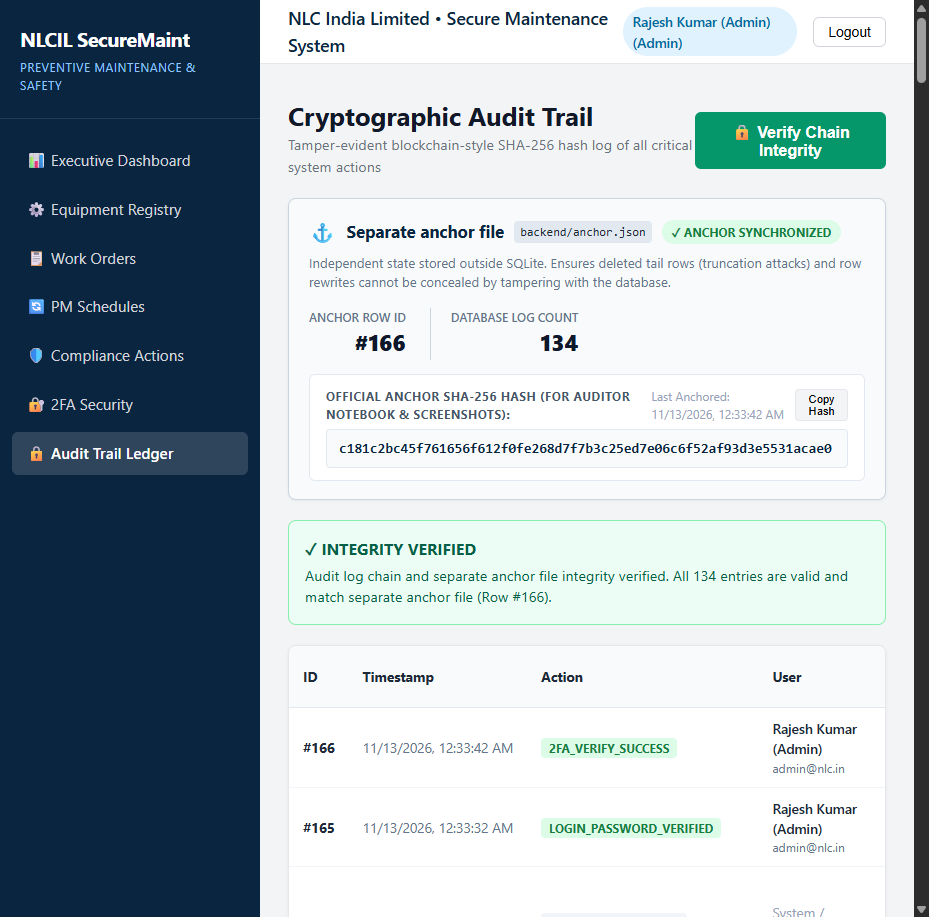 NLCIL SecureMaint
PREVENTIVE MAINTENANCE &
SAFETY
Executive Dashboard
Equipment Registry
Work Orders
PM Schedules
Compliance Actions
2FA Security
Audit Trail Ledger
NLC India Limited • Secure Maintenance
System
Rajesh Kumar (Admin)
(Admin)
Logout
Cryptographic Audit Trail
Tamper-evident blockchain-style SHA-256 hash log of all critical
system actions
Verify Chain
Integrity
Separate anchor file backend/anchor.json ✓ ANCHOR SYNCHRONIZED
Independent state stored outside SQLite. Ensures deleted tail rows (truncation attacks) and row
rewrites cannot be concealed by tampering with the database.
ANCHOR ROW ID
#166
DATABASE LOG COUNT
134
OFFICIAL ANCHOR SHA-256 HASH (FOR AUDITOR
NOTEBOOK & SCREENSHOTS):
Last Anchored:
11/13/2026, 12:33:42 AM
Copy
Hash
c181c2bc45f761656f612f0fe268d7f7b3c25ed7e06c6f52af93d3e5531acae0
✓ INTEGRITY VERIFIED
Audit log chain and separate anchor file integrity verified. All 134 entries are valid and
match separate anchor file (Row #166).
ID Timestamp Action User
#166 11/13/2026, 12:33:42 AM 2FA_VERIFY_SUCCESS
Rajesh Kumar
(Admin)
admin@nlc.in
#165 11/13/2026, 12:33:32 AM LOGIN_PASSWORD_VERIFIED
Rajesh Kumar
(Admin)
admin@nlc.in
System /